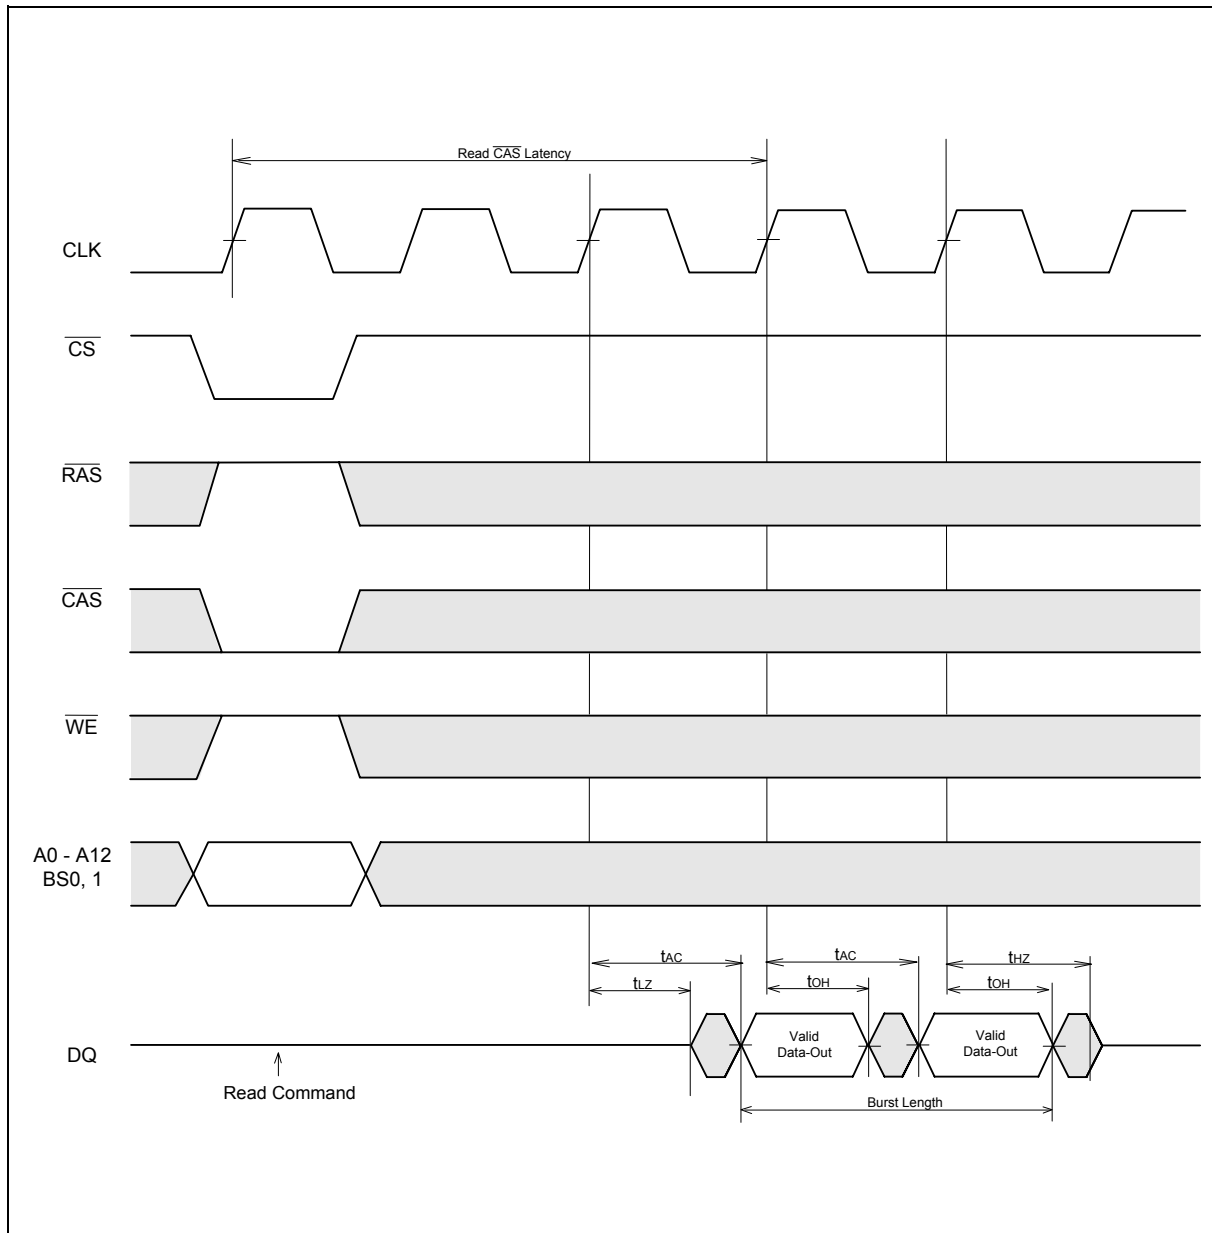 Read CAS Latency
CLK
CS
RAS
CAS
WE
A0 - A12
BS0, 1
tAC
tAC
tHZ
tLZ
tOH
tOH
DQ
Valid
Data-Out
Valid
Data-Out
Read Command
Burst Length